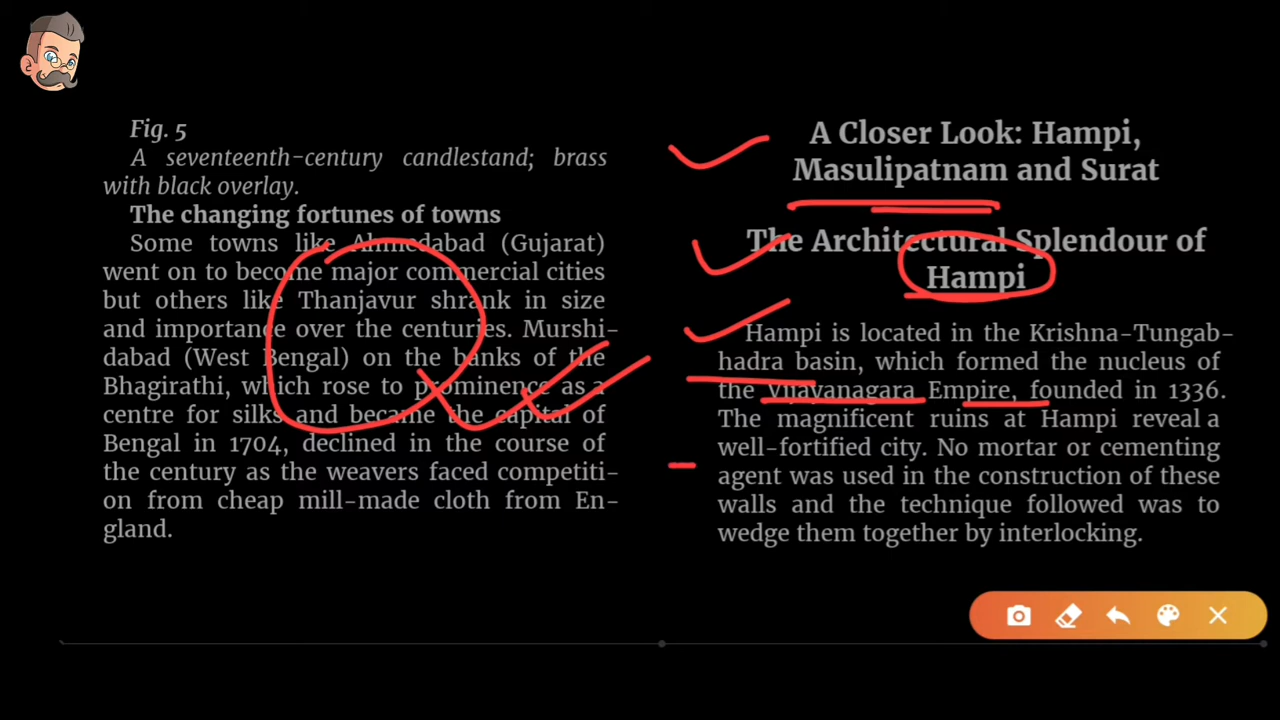 Fig. 5
A seventeenth-century candlestand; brass
with black overlay.
The changing fortunes of towns
Some towns like Ahmedabad (Gujarat)
went on to become major commercial cities
but others like Thanjavur shrank in size
and importance over the centuries. Murshi-
dabad (West Bengal) on the banks of the
Bhagirathi, which rose to prominence as a
centre for silks and became the capital of
Bengal in 1704, declined in the course of
the century as the weavers faced competiti-
on from cheap mill-made cloth from En-
gland.
A Closer Look: Hampi,
Masulipatnam and Surat
The Architectural Splendour of
Hampi
Hampi is located in the Krishna-Tungab-
hadra basin, which formed the nucleus of
the Vijayanagara Empire, founded in 1336.
The magnificent ruins at Hampi reveal a
well-fortified city. No mortar or cementing
agent was used in the construction of these
walls and the technique followed was to
wedge them together by interlocking.